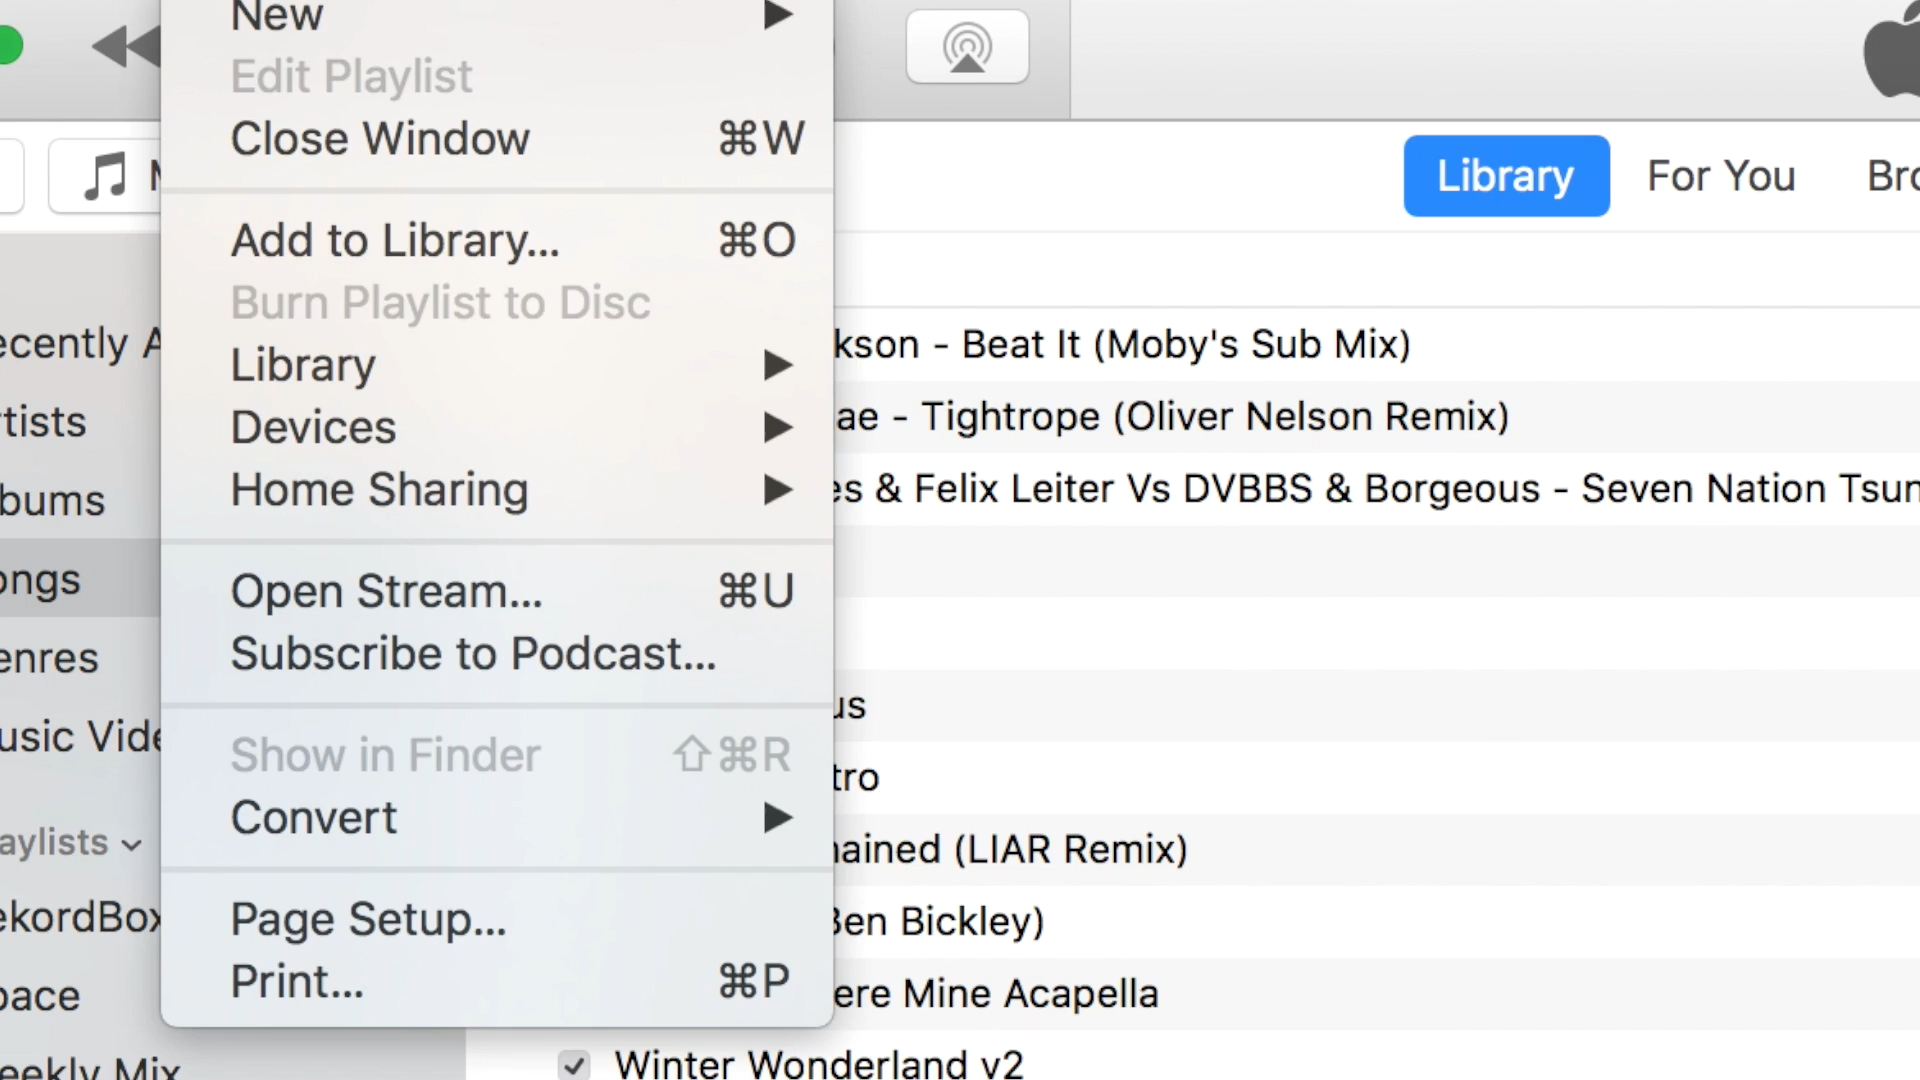 New
Edit Playlist
Close Window ⌘W
Library
For You
Add to Library... ⌘O
Burn Playlist to Disc
Library
Devices
Home Sharing
Open Stream... ⌘U
Subscribe to Podcast...
Show in Finder ⇧⌘R
Convert
Page Setup...
Print... ⌘P
ecently A
tists
bums
ongs
enres
usic Vide
aylists
ekordBox
pace
eekly Mix
kson - Beat It (Moby's Sub Mix)
ae - Tightrope (Oliver Nelson Remix)
es & Felix Leiter Vs DVBBS & Borgeous - Seven Nation Tsun
us
tro
hained (LIAR Remix)
Ben Bickley)
ere Mine Acapella
Winter Wonderland v2